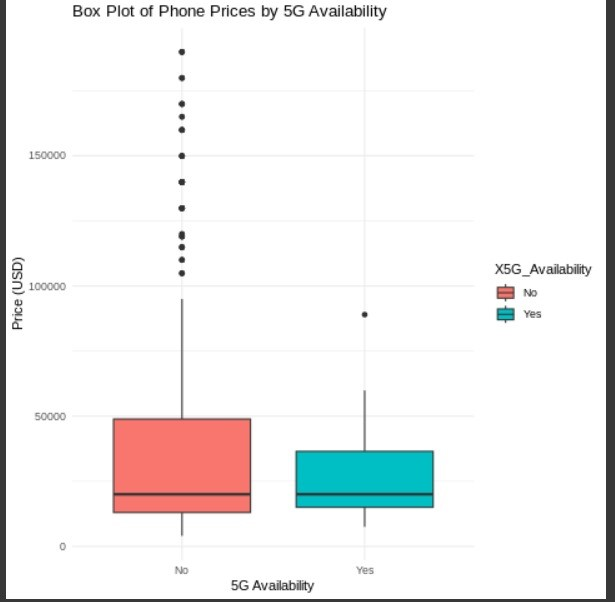 Box Plot of Phone Prices by 5G Availability
150000
100000
50000
0
Price (USD)
No
Yes
5G Availability
X5G_Availability
No
Yes